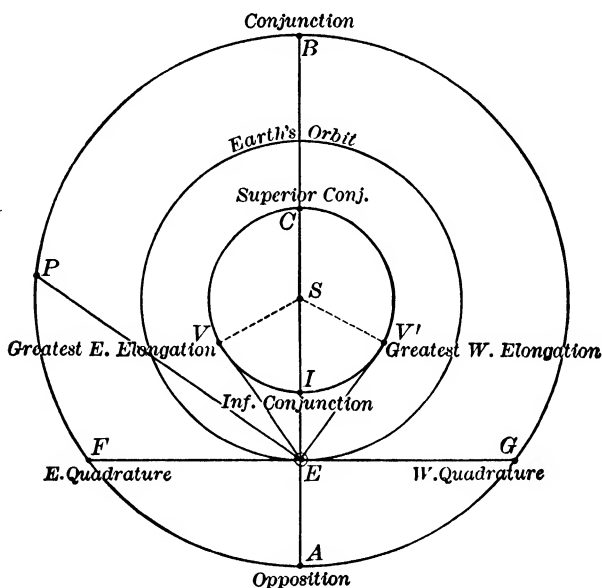 Conjunction
B
Earth's Orbit
Superior Conj.
C
P
S
V
V'
Greatest E. Elongation
Greatest W. Elongation
I
Inf. Conjunction
F
G
E. Quadrature
E
W. Quadrature
A
Opposition